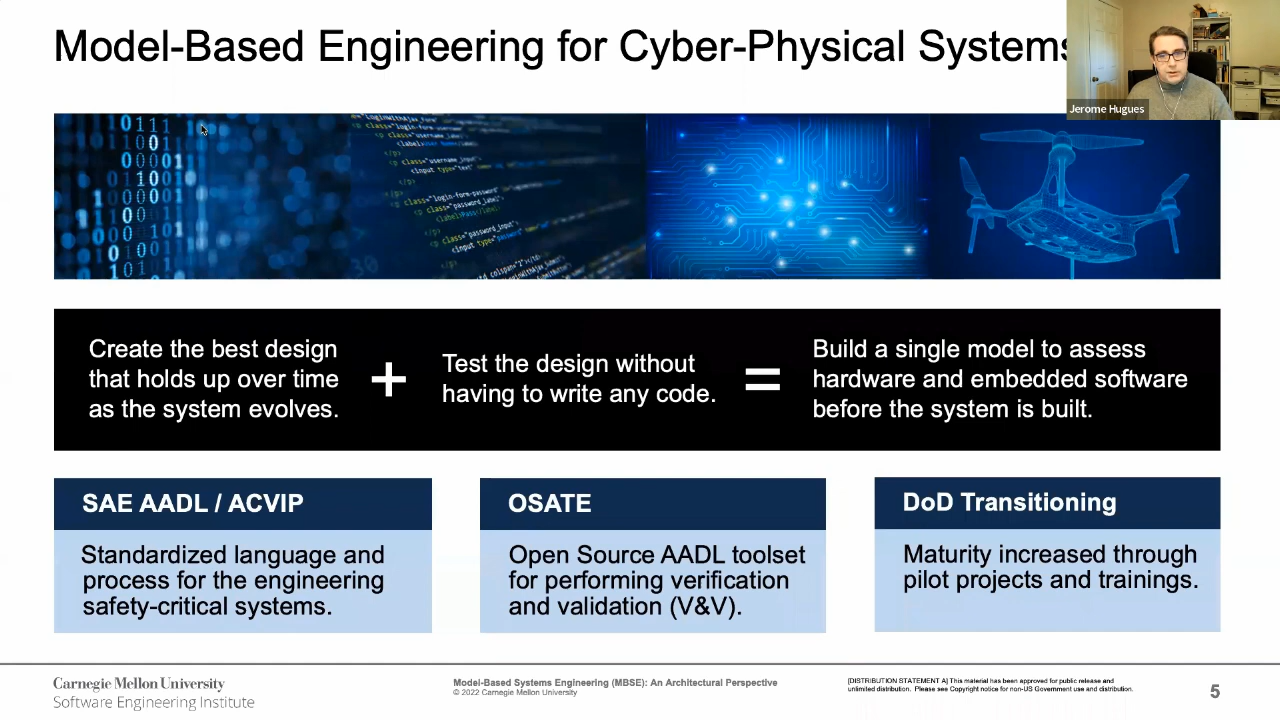 Model-Based Engineering for Cyber-Physical Systems
Jerome Hugues
Create the best design
that holds up over time
as the system evolves.
+
Test the design without
having to write any code.
=
Build a single model to assess
hardware and embedded software
before the system is built.
SAE AADL / ACVIP
Standardized language and
process for the engineering
safety-critical systems.
OSATE
Open Source AADL toolset
for performing verification
and validation (V&V).
DoD Transitioning
Maturity increased through
pilot projects and trainings.
Carnegie Mellon University
Software Engineering Institute
Model-Based Systems Engineering (MBSE): An Architectural Perspective
© 2022 Carnegie Mellon University
[DISTRIBUTION STATEMENT A] This material has been approved for public release and
unlimited distribution. Please see Copyright notice for non-US Government use and distribution.
5